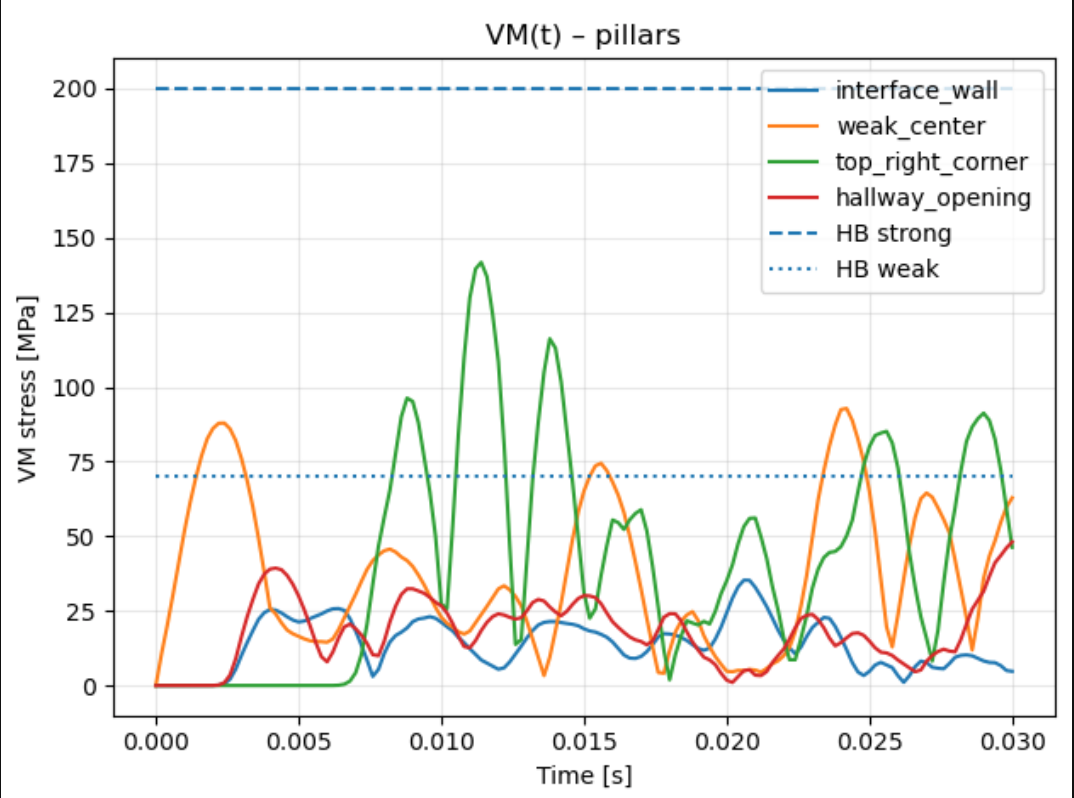 VM(t) – pillars
VM stress [MPa]
200
175
150
125
100
75
50
25
0
interface_wall
weak_center
top_right_corner
hallway_opening
HB strong
HB weak
0.000 0.005 0.010 0.015 0.020 0.025 0.030
Time [s]